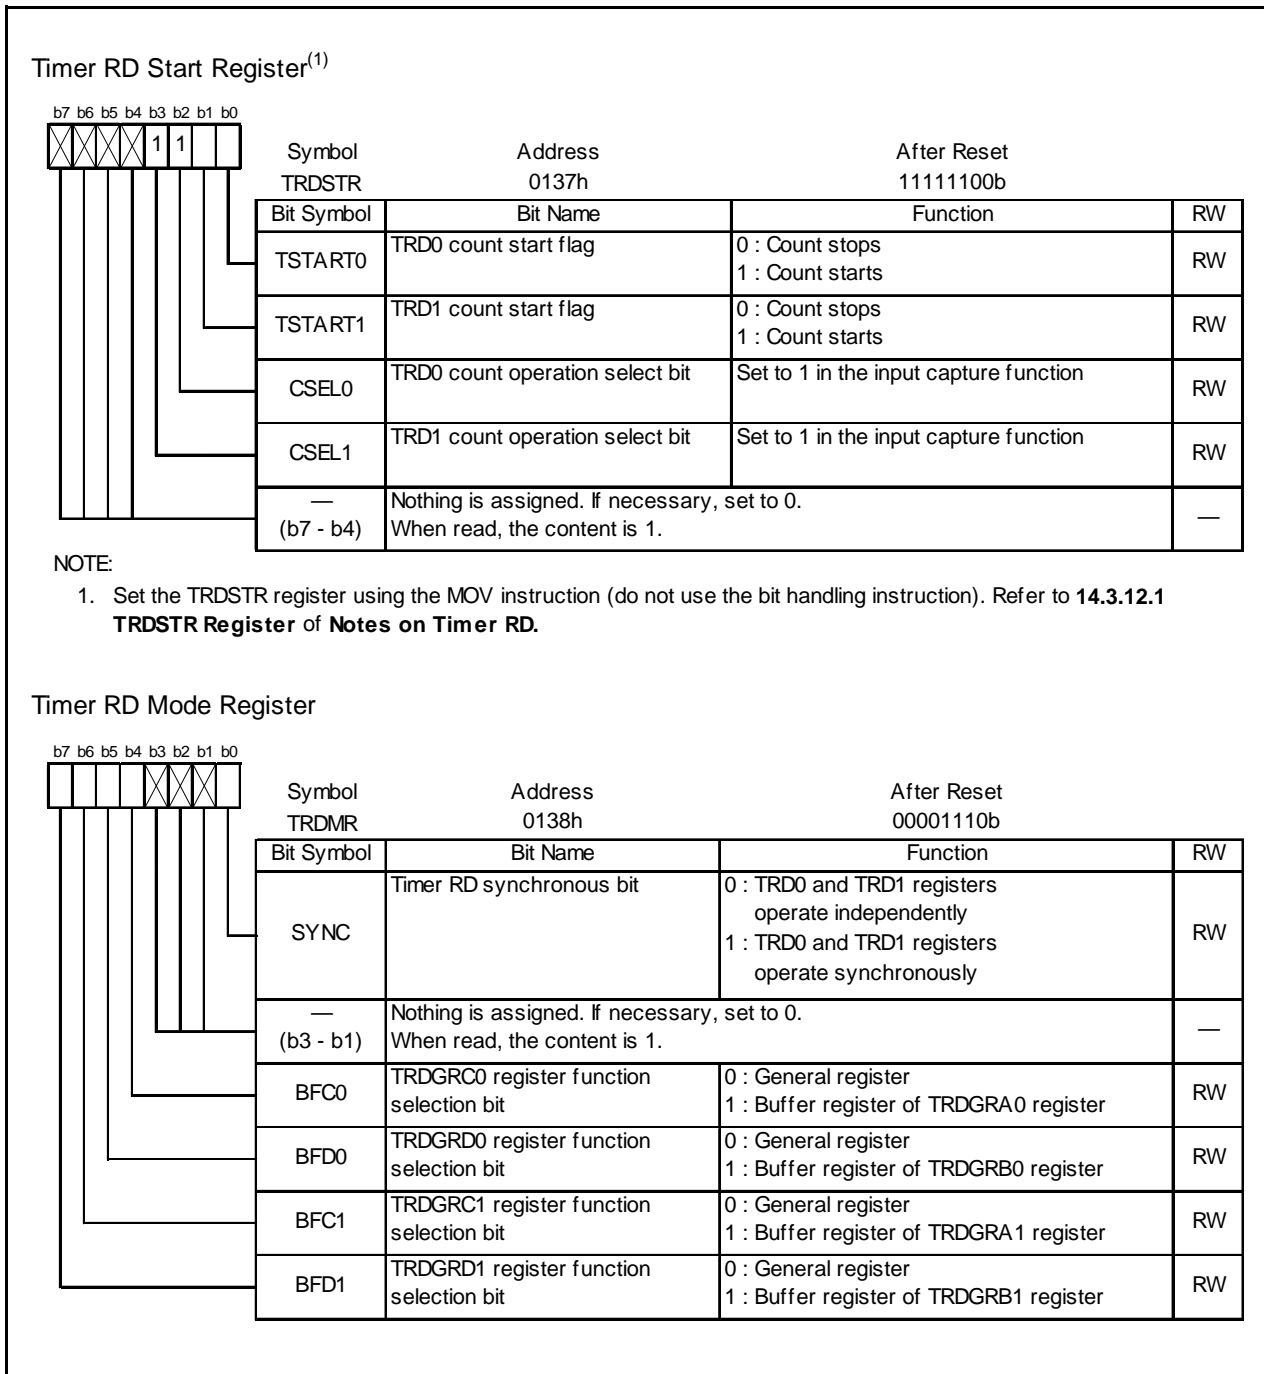 Timer RD Start Register(1)
b7 b6 b5 b4 b3 b2 b1 b0
1 1
Symbol Address After Reset
TRDSTR 0137h 11111100b
Bit Symbol Bit Name Function RW
TSTART0 TRD0 count start flag 0 : Count stops RW
1 : Count starts
TSTART1 TRD1 count start flag 0 : Count stops RW
1 : Count starts
CSEL0 TRD0 count operation select bit Set to 1 in the input capture function RW
CSEL1 TRD1 count operation select bit Set to 1 in the input capture function RW
— Nothing is assigned. If necessary, set to 0. —
(b7 - b4) When read, the content is 1.
NOTE:
1. Set the TRDSTR register using the MOV instruction (do not use the bit handling instruction). Refer to 14.3.12.1
TRDSTR Register of Notes on Timer RD.
Timer RD Mode Register
b7 b6 b5 b4 b3 b2 b1 b0
Symbol Address After Reset
TRDMR 0138h 00001110b
Bit Symbol Bit Name Function RW
SYNC Timer RD synchronous bit 0 : TRD0 and TRD1 registers RW
operate independently
1 : TRD0 and TRD1 registers
operate synchronously
— Nothing is assigned. If necessary, set to 0. —
(b3 - b1) When read, the content is 1.
BFC0 TRDGRC0 register function 0 : General register RW
selection bit 1 : Buffer register of TRDGRA0 register
BFD0 TRDGRD0 register function 0 : General register RW
selection bit 1 : Buffer register of TRDGRB0 register
BFC1 TRDGRC1 register function 0 : General register RW
selection bit 1 : Buffer register of TRDGRA1 register
BFD1 TRDGRD1 register function 0 : General register RW
selection bit 1 : Buffer register of TRDGRB1 register